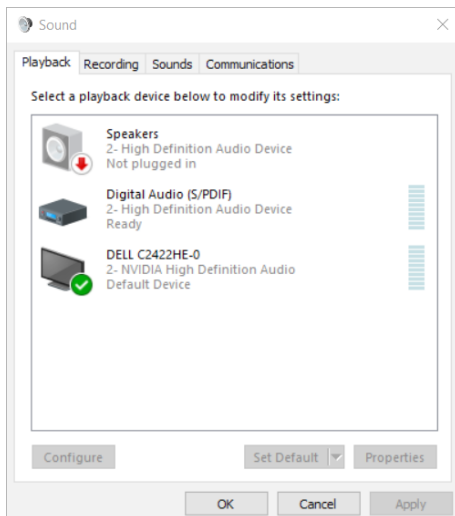 Sound
Playback Recording Sounds Communications
Select a playback device below to modify its settings:
Speakers
2- High Definition Audio Device
Not plugged in
Digital Audio (S/PDIF)
2- High Definition Audio Device
Ready
DELL C2422HE-0
2- NVIDIA High Definition Audio
Default Device
Configure Set Default Properties
OK Cancel Apply